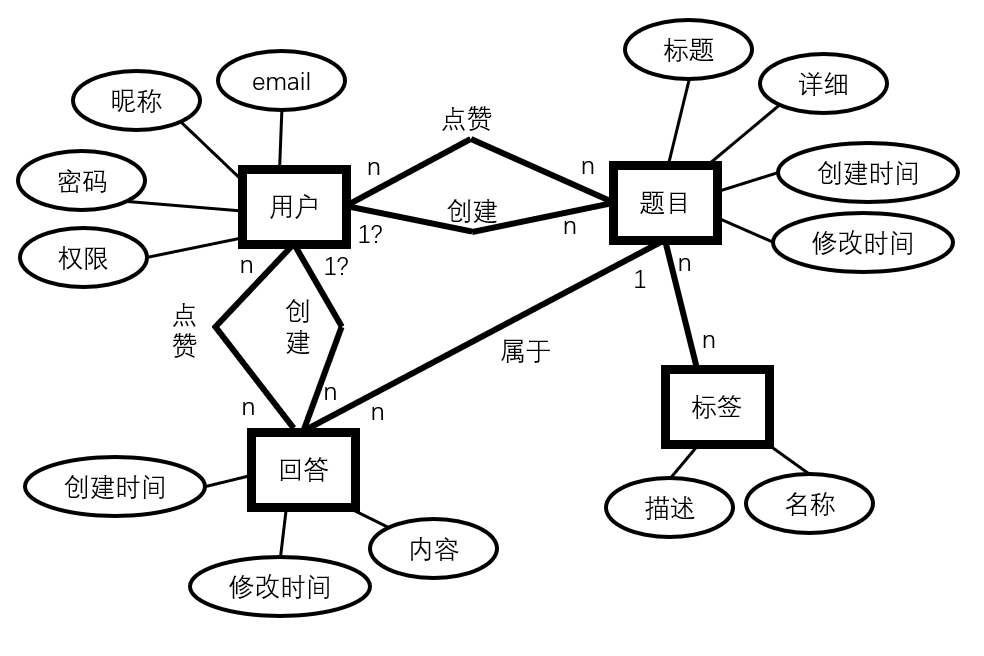 标题
email
详细
昵称
点赞
n
n
创建时间
密码
用户
题目
创建
n
1?
修改时间
权限
n
1?
n
1
点
赞
创
建
n
属于
n
n
n
标签
回答
创建时间
描述
名称
内容
修改时间